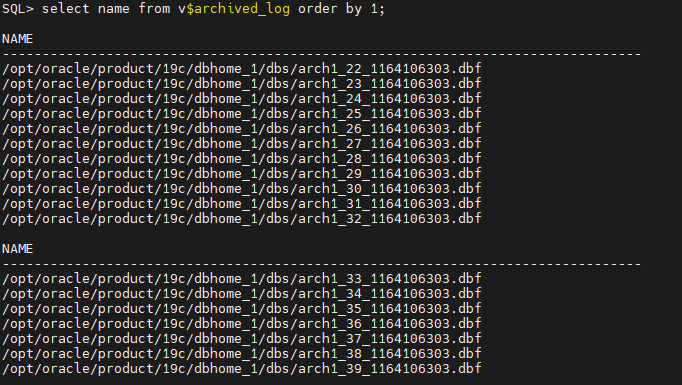 SQL> select name from v$archived_log order by 1;
NAME
--------------------------------------------------------------------------------
/opt/oracle/product/19c/dbhome_1/dbs/arch1_22_1164106303.dbf
/opt/oracle/product/19c/dbhome_1/dbs/arch1_23_1164106303.dbf
/opt/oracle/product/19c/dbhome_1/dbs/arch1_24_1164106303.dbf
/opt/oracle/product/19c/dbhome_1/dbs/arch1_25_1164106303.dbf
/opt/oracle/product/19c/dbhome_1/dbs/arch1_26_1164106303.dbf
/opt/oracle/product/19c/dbhome_1/dbs/arch1_27_1164106303.dbf
/opt/oracle/product/19c/dbhome_1/dbs/arch1_28_1164106303.dbf
/opt/oracle/product/19c/dbhome_1/dbs/arch1_29_1164106303.dbf
/opt/oracle/product/19c/dbhome_1/dbs/arch1_30_1164106303.dbf
/opt/oracle/product/19c/dbhome_1/dbs/arch1_31_1164106303.dbf
/opt/oracle/product/19c/dbhome_1/dbs/arch1_32_1164106303.dbf
NAME
--------------------------------------------------------------------------------
/opt/oracle/product/19c/dbhome_1/dbs/arch1_33_1164106303.dbf
/opt/oracle/product/19c/dbhome_1/dbs/arch1_34_1164106303.dbf
/opt/oracle/product/19c/dbhome_1/dbs/arch1_35_1164106303.dbf
/opt/oracle/product/19c/dbhome_1/dbs/arch1_36_1164106303.dbf
/opt/oracle/product/19c/dbhome_1/dbs/arch1_37_1164106303.dbf
/opt/oracle/product/19c/dbhome_1/dbs/arch1_38_1164106303.dbf
/opt/oracle/product/19c/dbhome_1/dbs/arch1_39_1164106303.dbf